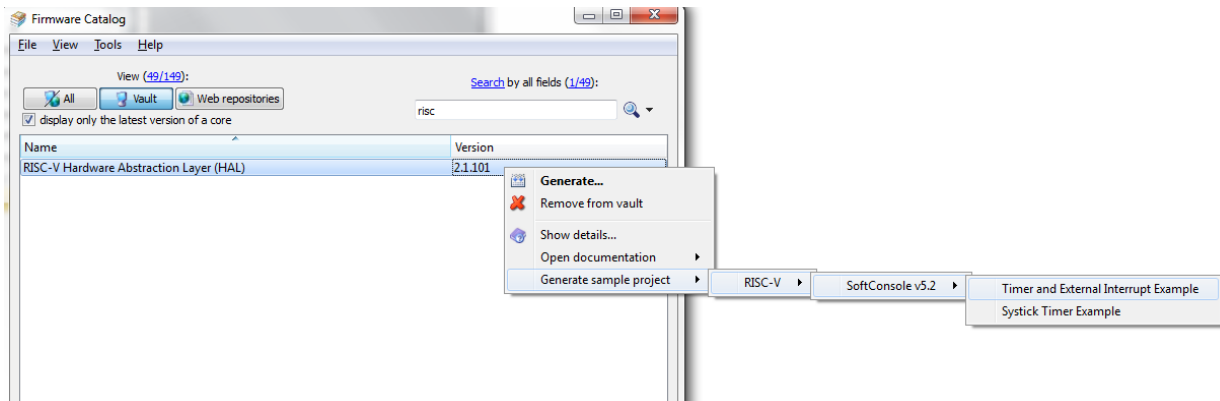 Firmware Catalog
File View Tools Help
View (49/149):
Search by all fields (1/49):
All Vault Web repositories
risc
display only the latest version of a core
Name Version
RISC-V Hardware Abstraction Layer (HAL) 2.1.101
Generate...
Remove from vault
Show details...
Open documentation
Generate sample project
RISC-V
SoftConsole v5.2
Timer and External Interrupt Example
Systick Timer Example